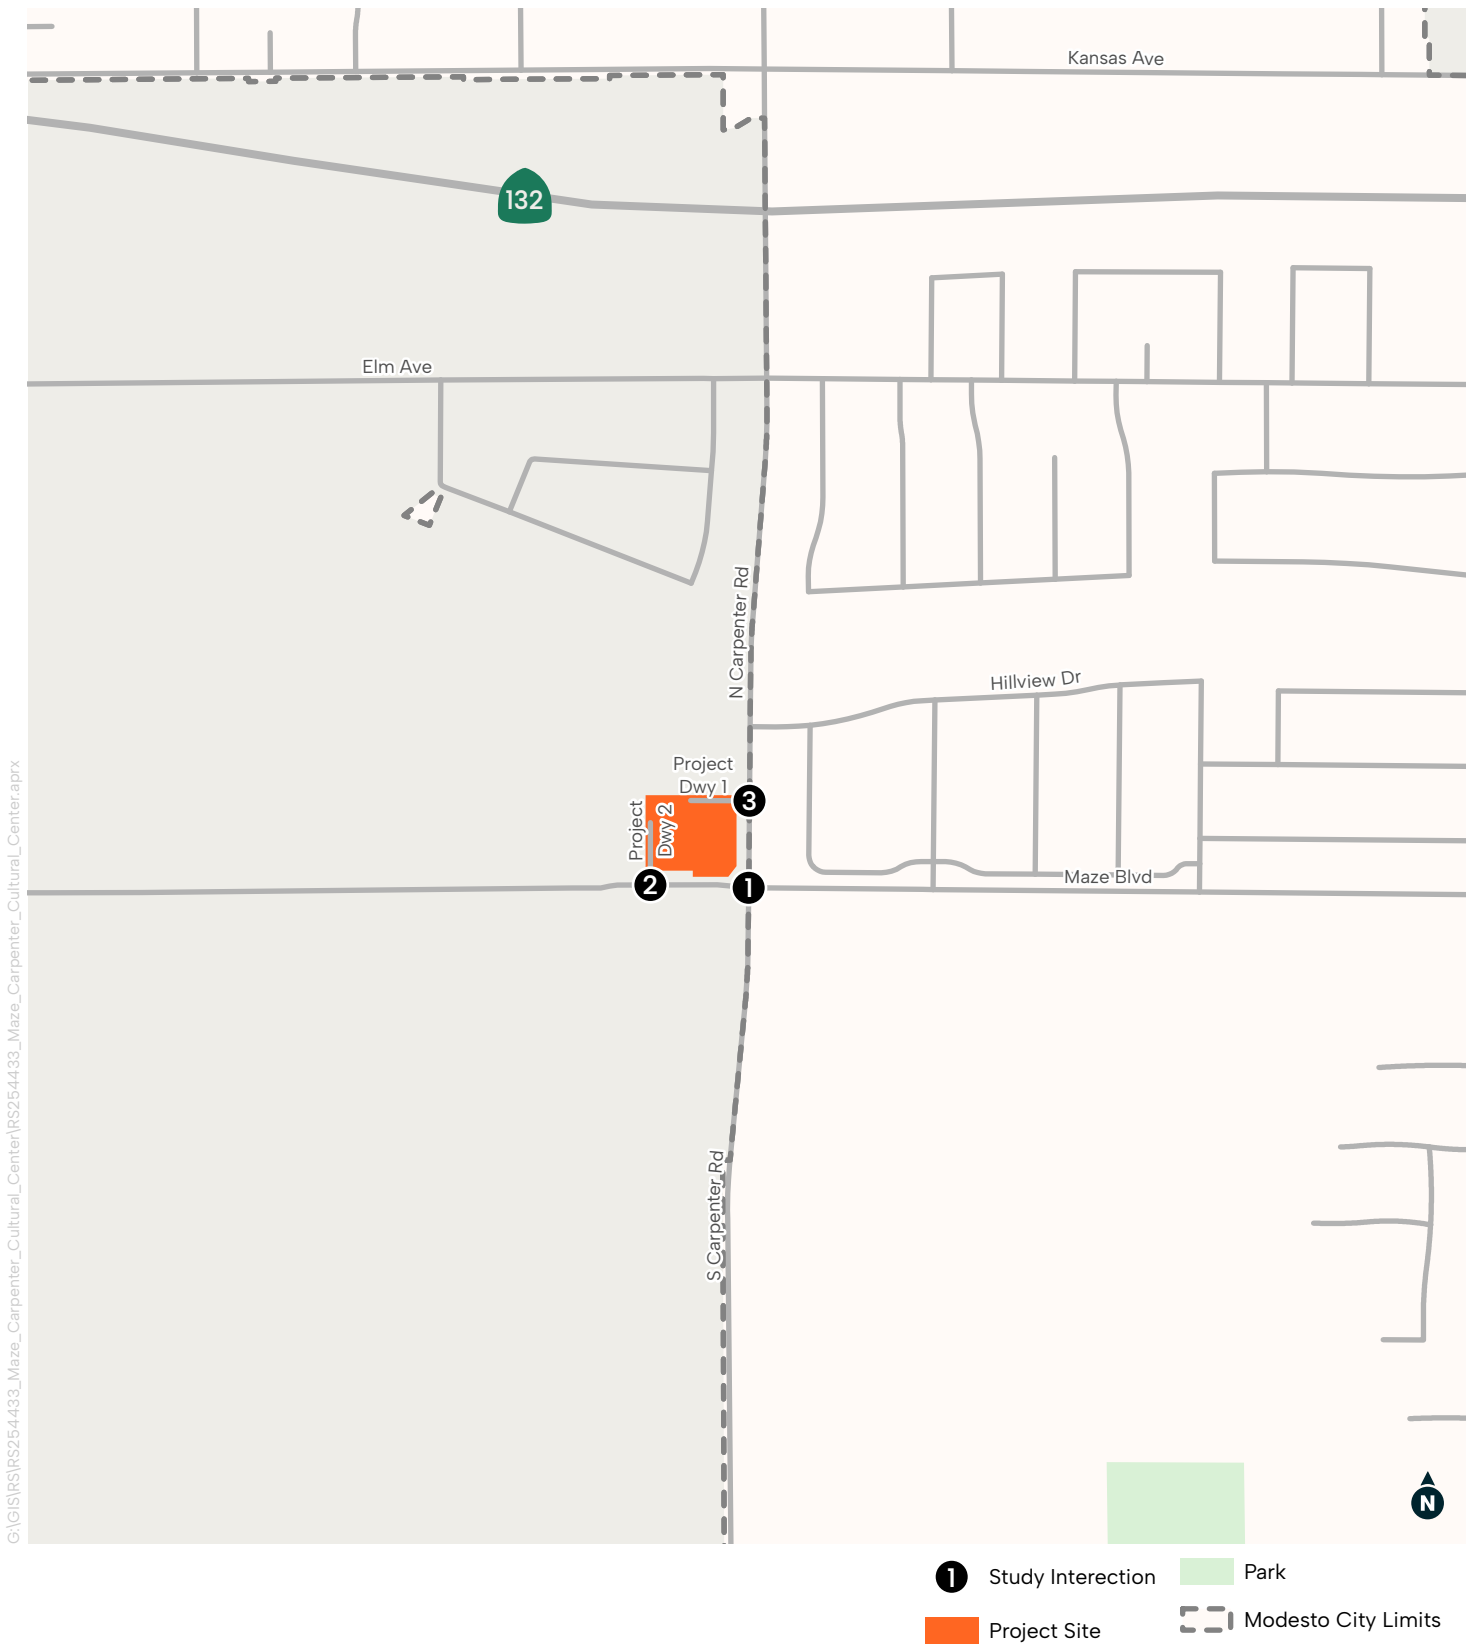 Kansas Ave
132
Elm Ave
N Carpenter Rd
Hillview Dr
Project
Dwy 1
3
Project
Dwy 2
2
1
Maze Blvd
S Carpenter Rd
G:\GIS\RS\RS254433_Maze_Carpenter_Cultural_Center\RS254433_Maze_Carpenter_Cultural_Center.aprx
N
1 Study Interection
Park
Project Site
Modesto City Limits